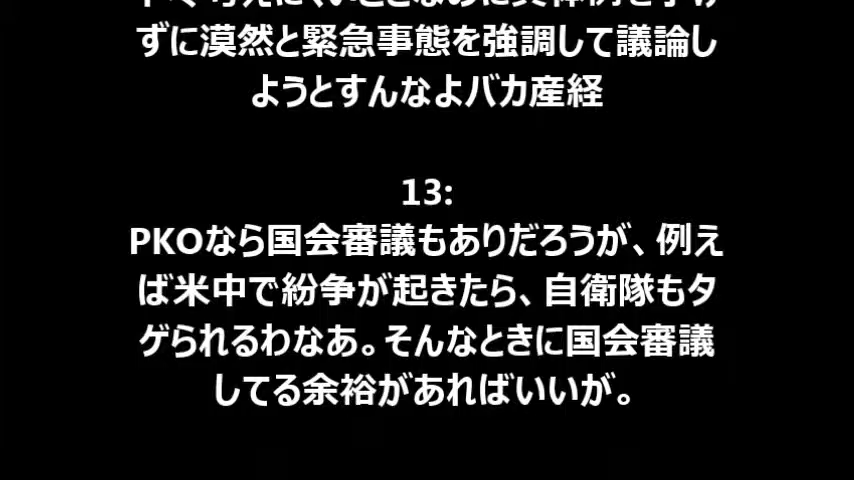 ずに漠然と緊急事態を強調して議論し
ようとすんなよバカ産経
13:
PKOなら国会審議もありだろうが、例え
ば米中で紛争が起きたら、自衛隊もタ
ゲられるわなあ。そんなときに国会審議
してる余裕があればいいが。